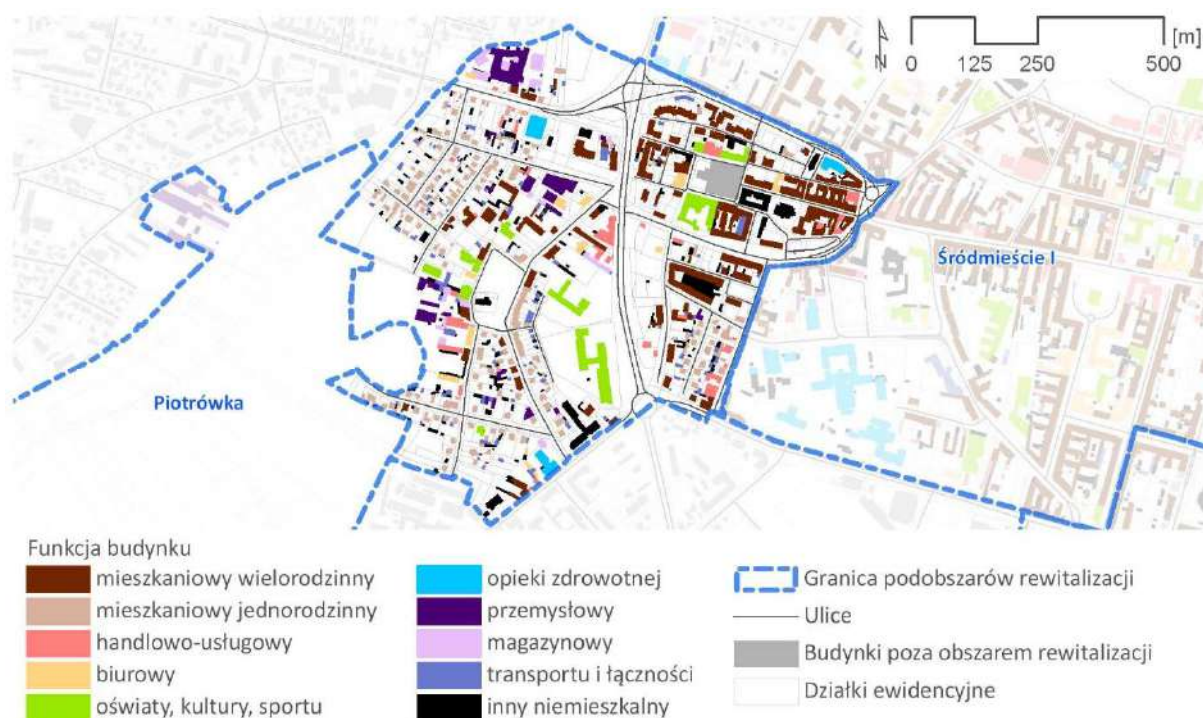 N
[m]
0 125 250 500
Śródmieście I
Piotrówka
Funkcja budynku
mieszkaniowy wielorodzinny
mieszkaniowy jednorodzinny
handlowo-usługowy
biurowy
oświaty, kultury, sportu
opieki zdrowotnej
przemysłowy
magazynowy
transportu i łączności
inny niemieszkalny
Granica podobszarów rewitalizacji
Ulice
Budynki poza obszarem rewitalizacji
Działki ewidencyjne